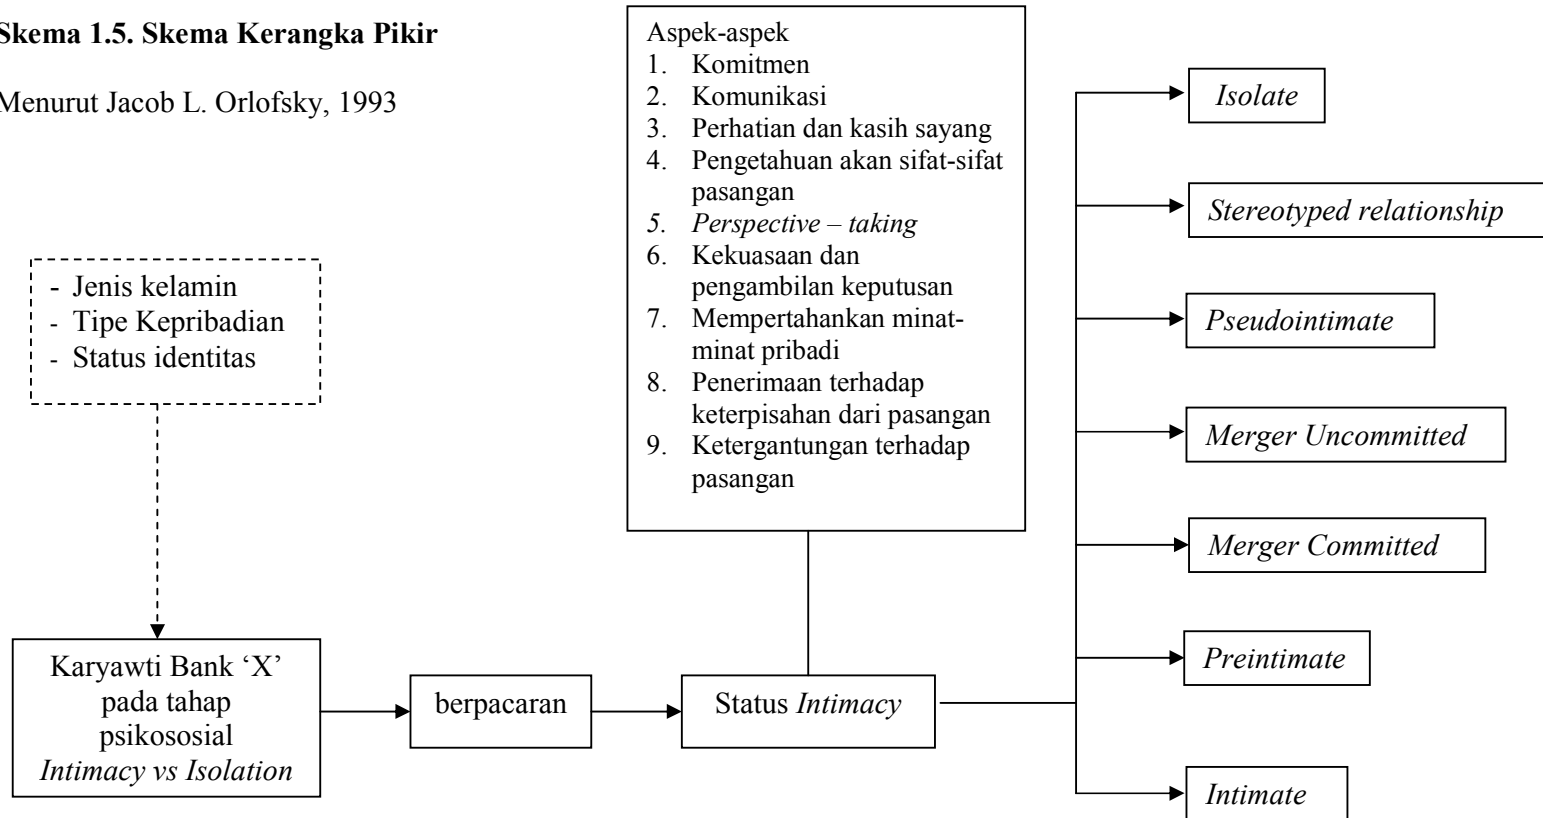 Skema 1.5. Skema Kerangka Pikir
Menurut Jacob L. Orlofsky, 1993
Aspek-aspek
1. Komitmen
2. Komunikasi
3. Perhatian dan kasih sayang
4. Pengetahuan akan sifat-sifat
pasangan
5. Perspective – taking
6. Kekuasaan dan
pengambilan keputusan
7. Mempertahankan minat-
minat pribadi
8. Penerimaan terhadap
keterpisahan dari pasangan
9. Ketergantungan terhadap
pasangan
- Jenis kelamin
- Tipe Kepribadian
- Status identitas
Karyawti Bank ‘X’
pada tahap
psikososial
Intimacy vs Isolation
berpacaran
Status Intimacy
Isolate
Stereotyped relationship
Pseudointimate
Merger Uncommitted
Merger Committed
Preintimate
Intimate